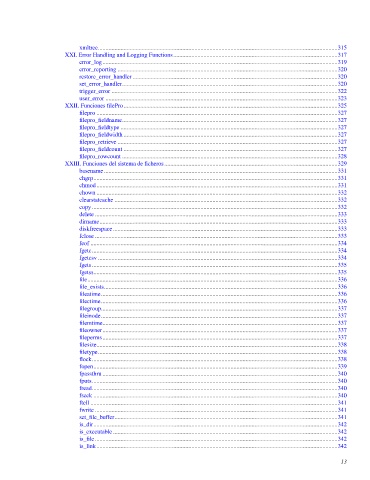 xmltree 315
XXI. Error Handling and Logging Functions 317
error_log 319
error_reporting 320
restore_error_handler 320
set_error_handler 320
trigger_error 322
user_error 323
XXII. Funciones filePro 325
filepro 327
filepro_fieldname 327
filepro_fieldtype 327
filepro_fieldwidth 327
filepro_retrieve 327
filepro_fieldcount 327
filepro_rowcount 328
XXIII. Funciones del sistema de ficheros 329
basename 331
chgrp 331
chmod 331
chown 332
clearstatcache 332
copy 332
delete 333
dirname 333
diskfreespace 333
fclose 333
feof 334
fgetc 334
fgetcsv 334
fgets 335
fgetss 335
file 336
file_exists 336
fileatime 336
filectime 336
filegroup 337
fileinode 337
filemtime 337
fileowner 337
fileperms 337
filesize 338
filetype 338
flock 338
fopen 339
fpassthru 340
fputs 340
fread 340
fseek 340
ftell 341
fwrite 341
set_file_buffer 341
is_dir 342
is_executable 342
is_file 342
is_link 342
13